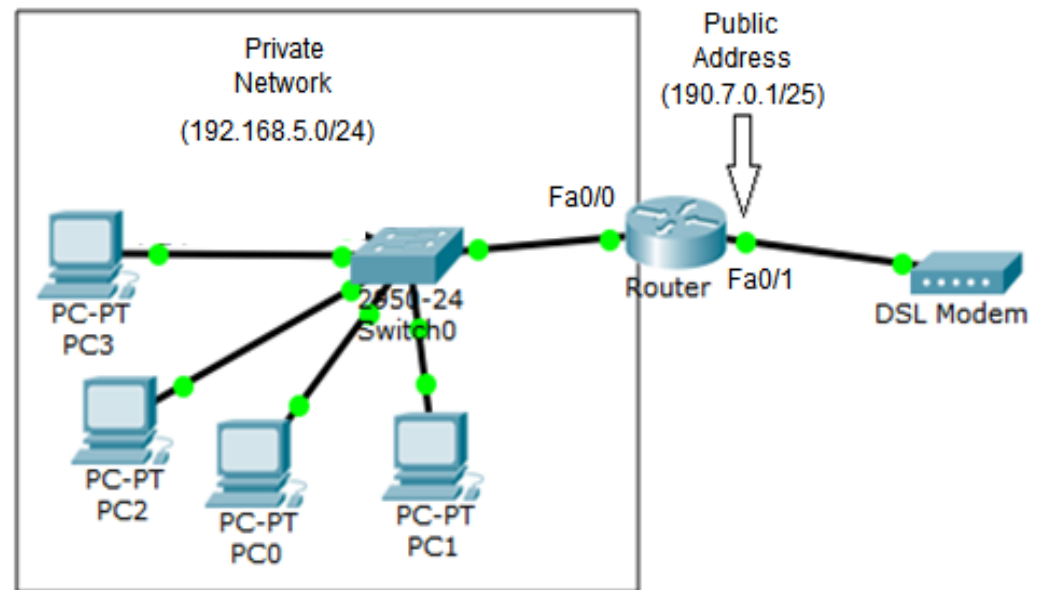 Private
Network
(192.168.5.0/24)
Public
Address
(190.7.0.1/25)
Fa0/0
Router
Fa0/1
DSL Modem
2950-24
Switch0
PC-PT
PC3
PC-PT
PC2
PC-PT
PC0
PC-PT
PC1